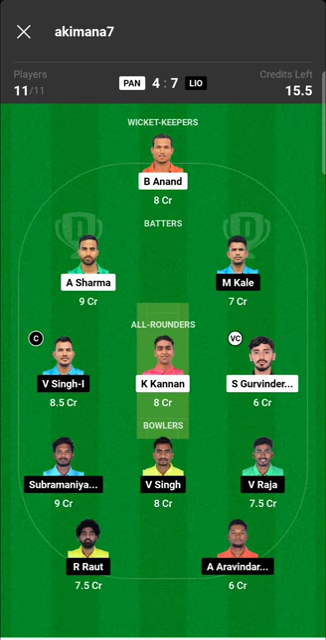 akimana7
Players
Credits Left
11/11
PAN 4 : 7 LIO
15.5
WICKET-KEEPERS
B Anand
8 Cr
BATTERS
A Sharma
M Kale
9 Cr
7 Cr
ALL-ROUNDERS
C
VC
V Singh-I
K Kannan
S Gurvinder...
8.5 Cr
8 Cr
6 Cr
BOWLERS
Subramaniya...
V Singh
V Raja
9 Cr
8 Cr
7.5 Cr
R Raut
A Aravindar...
7.5 Cr
6 Cr